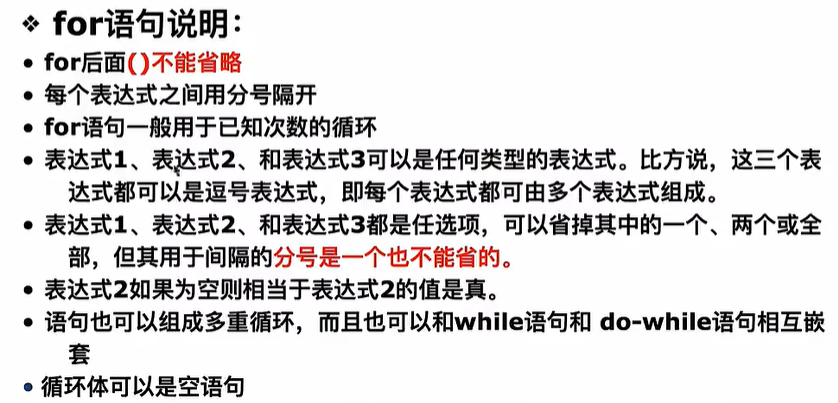 ❖ for语句说明：
• for后面()不能省略
• 每个表达式之间用分号隔开
• for语句一般用于已知次数的循环
• 表达式1、表达式2、和表达式3可以是任何类型的表达式。比方说，这三个表
达式都可以是逗号表达式，即每个表达式都可由多个表达式组成。
• 表达式1、表达式2、和表达式3都是任选项，可以省掉其中的一个、两个或全
部，但其用于间隔的分号是一个也不能省的。
• 表达式2如果为空则相当于表达式2的值是真。
• 语句也可以组成多重循环，而且也可以和while语句和 do-while语句相互嵌
套
• 循环体可以是空语句